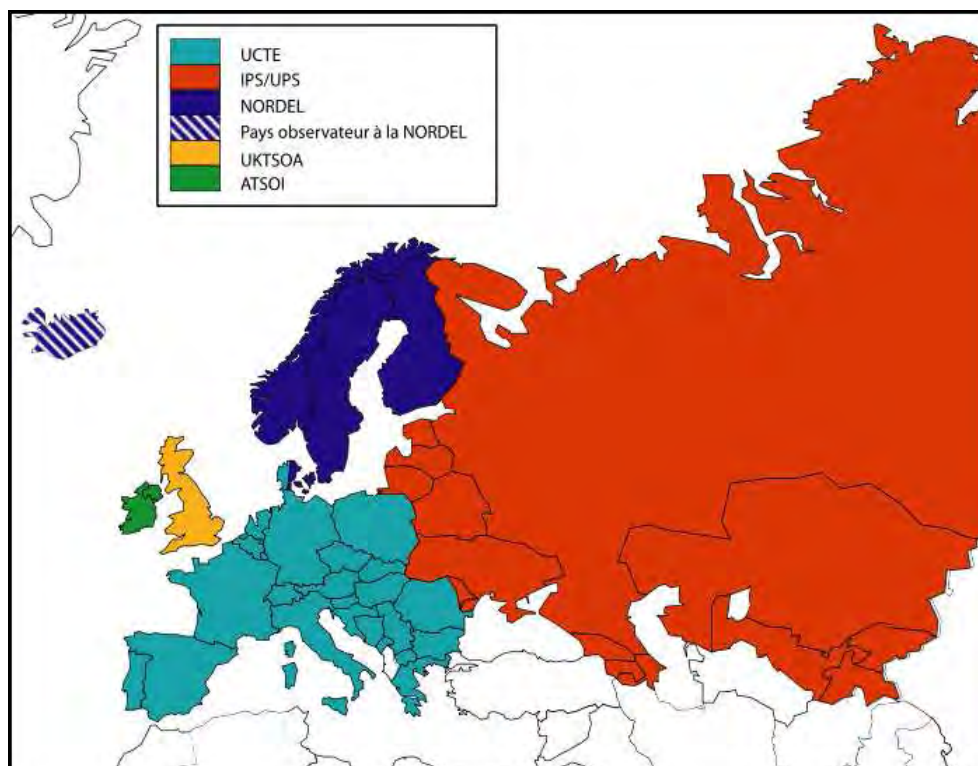 UCTE
IPS/UPS
NORDEL
Pays observateur à la NORDEL
UKTSOA
ATSOI